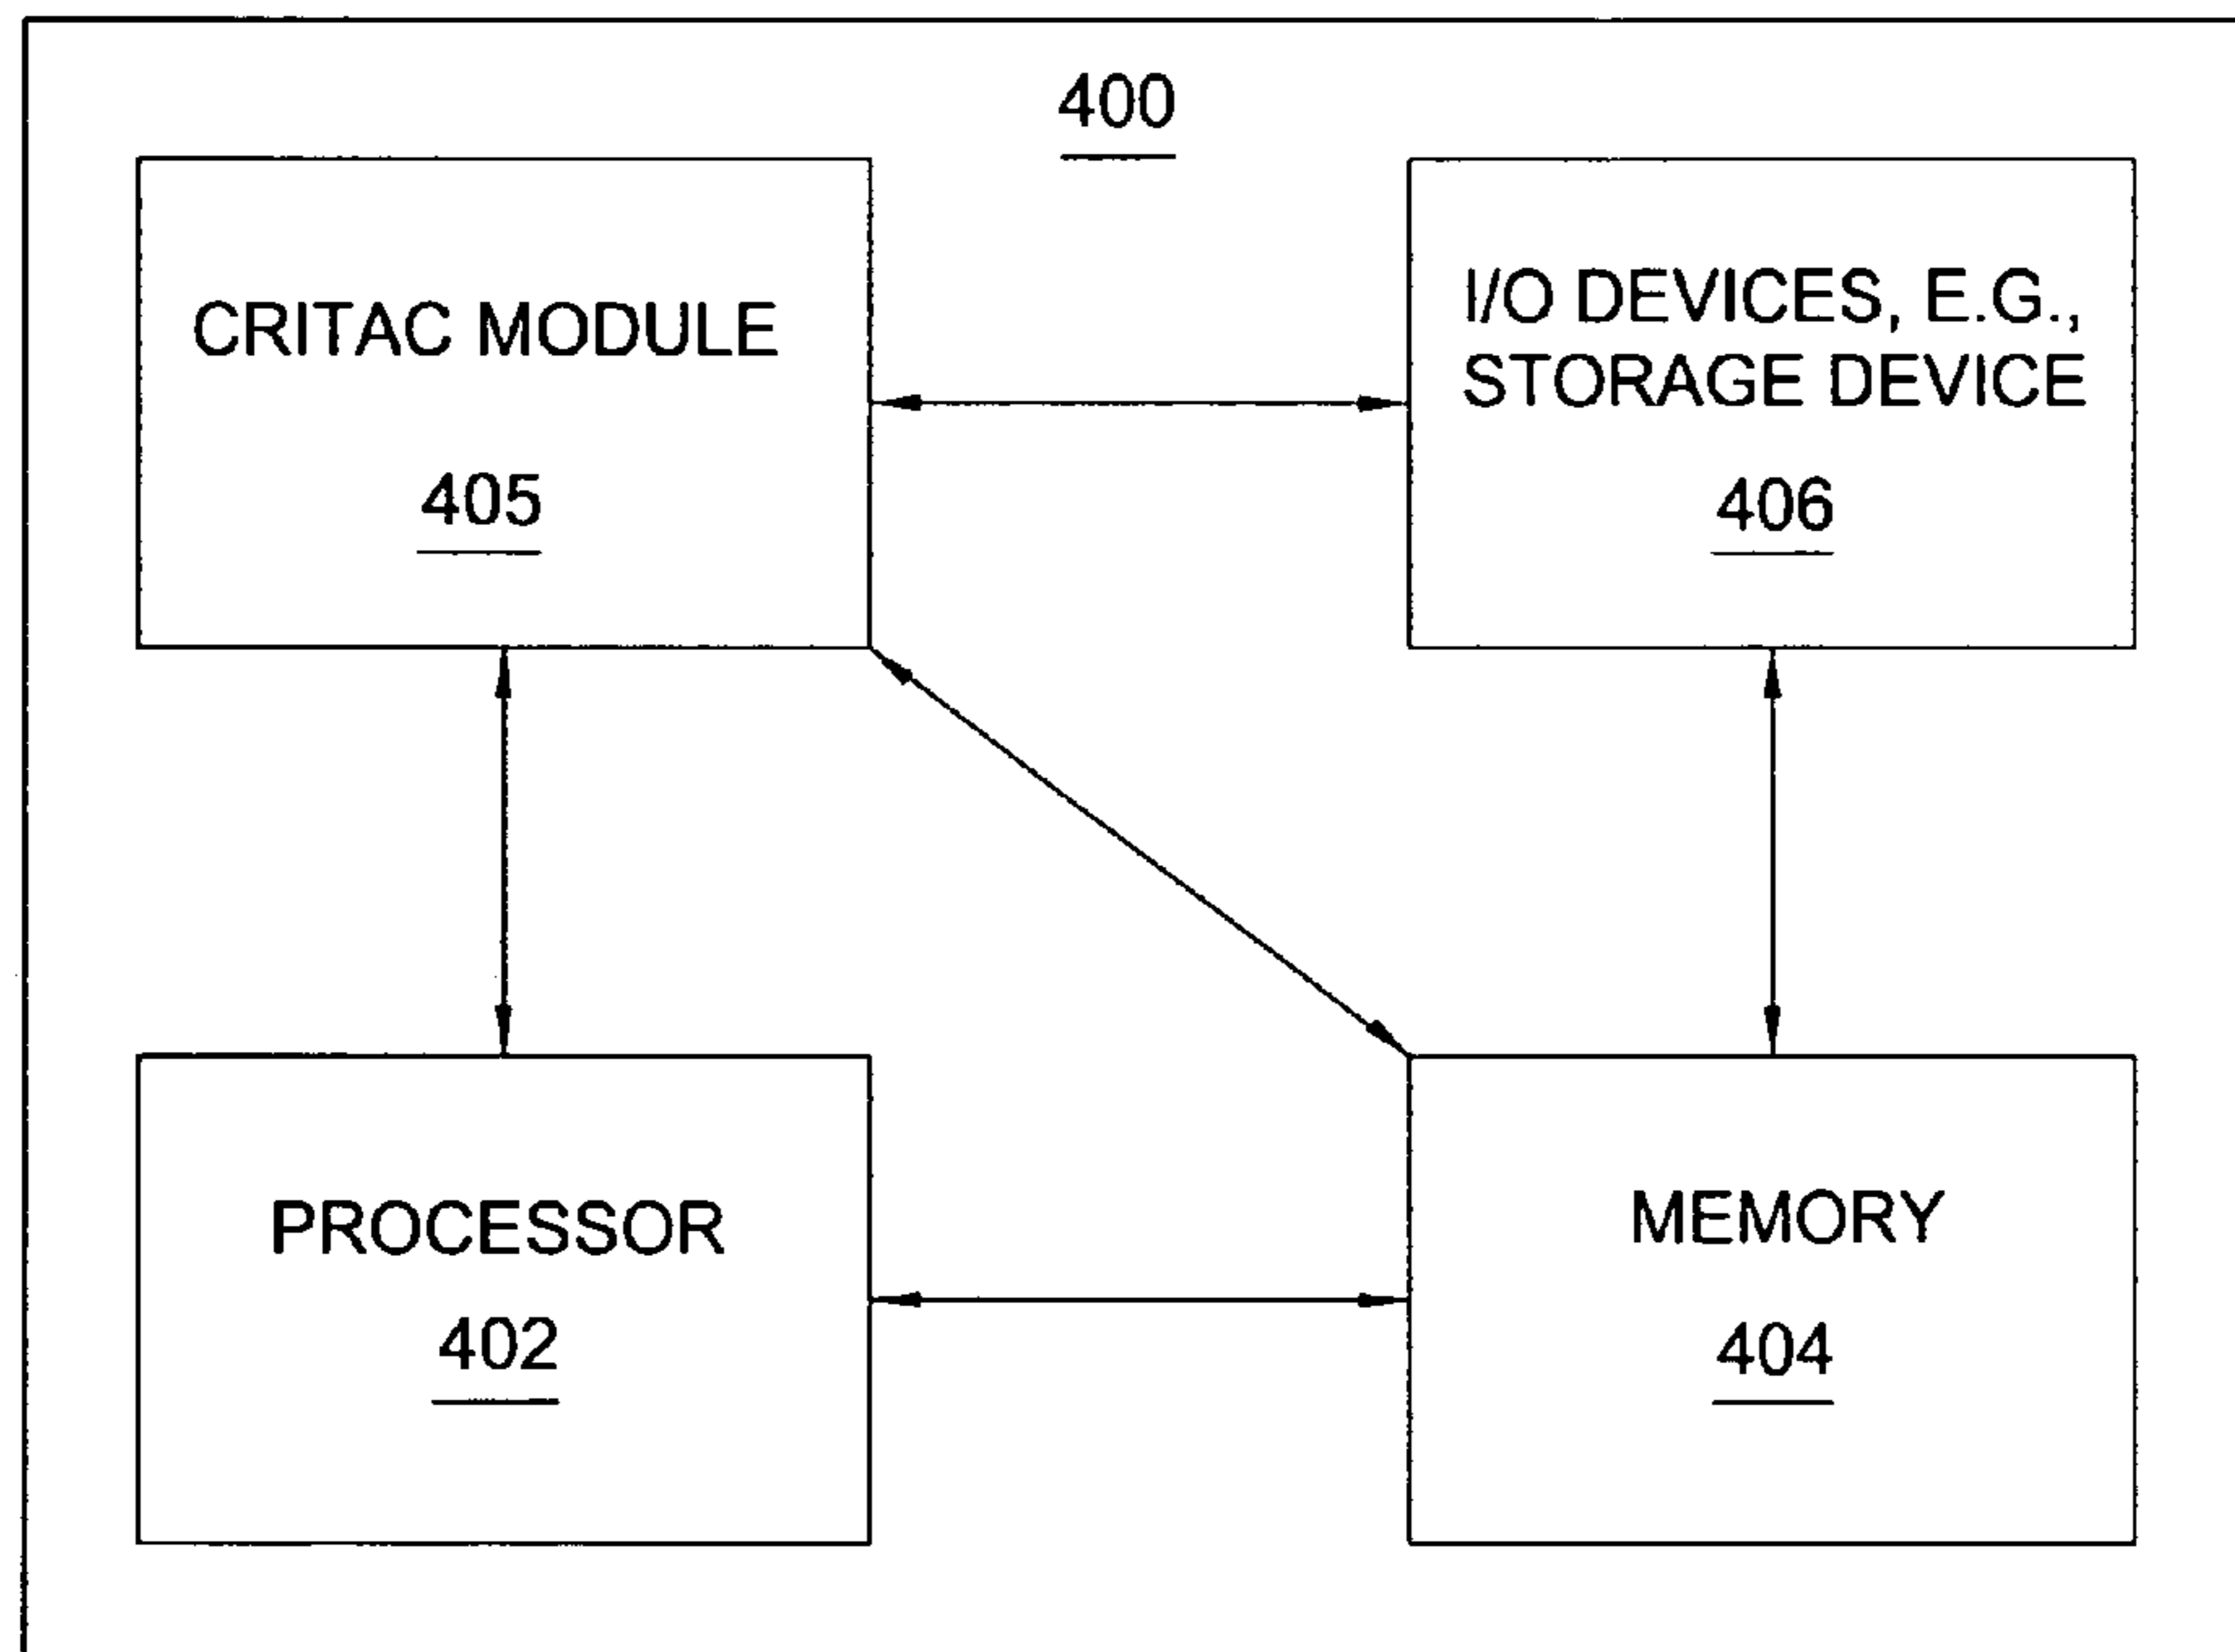 400
CRITAC MODULE
405
I/O DEVICES, E.G.,
STORAGE DEVICE
406
PROCESSOR
402
MEMORY
404